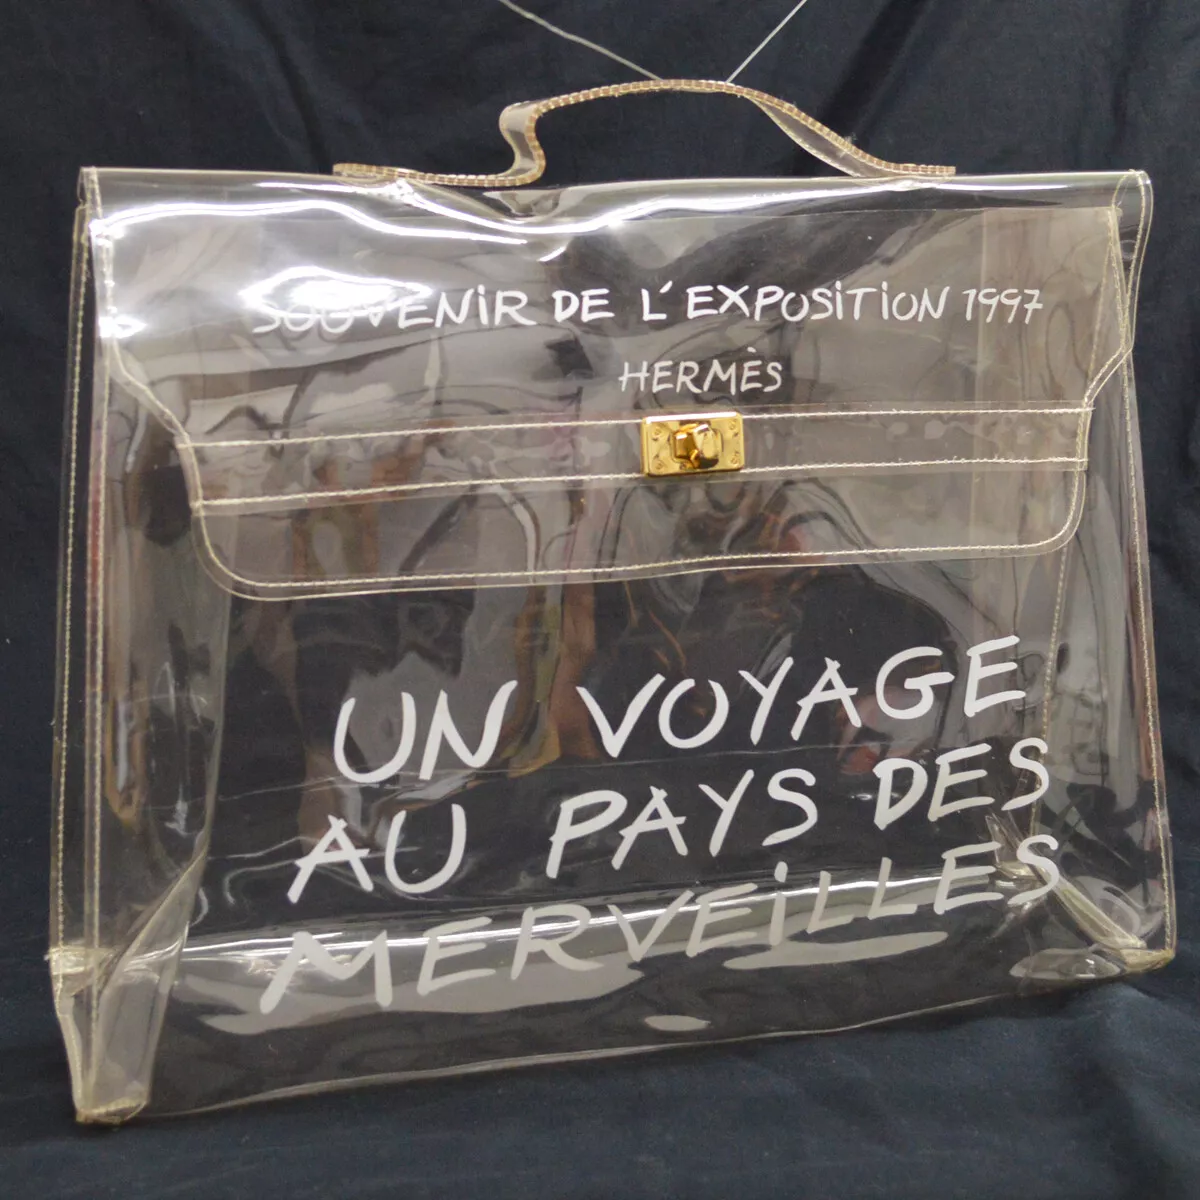 SOUVENIR DE L'EXPOSITION 1997
HERMÈS
UN VOYAGE
AU PAYS DES
MERVEILLES